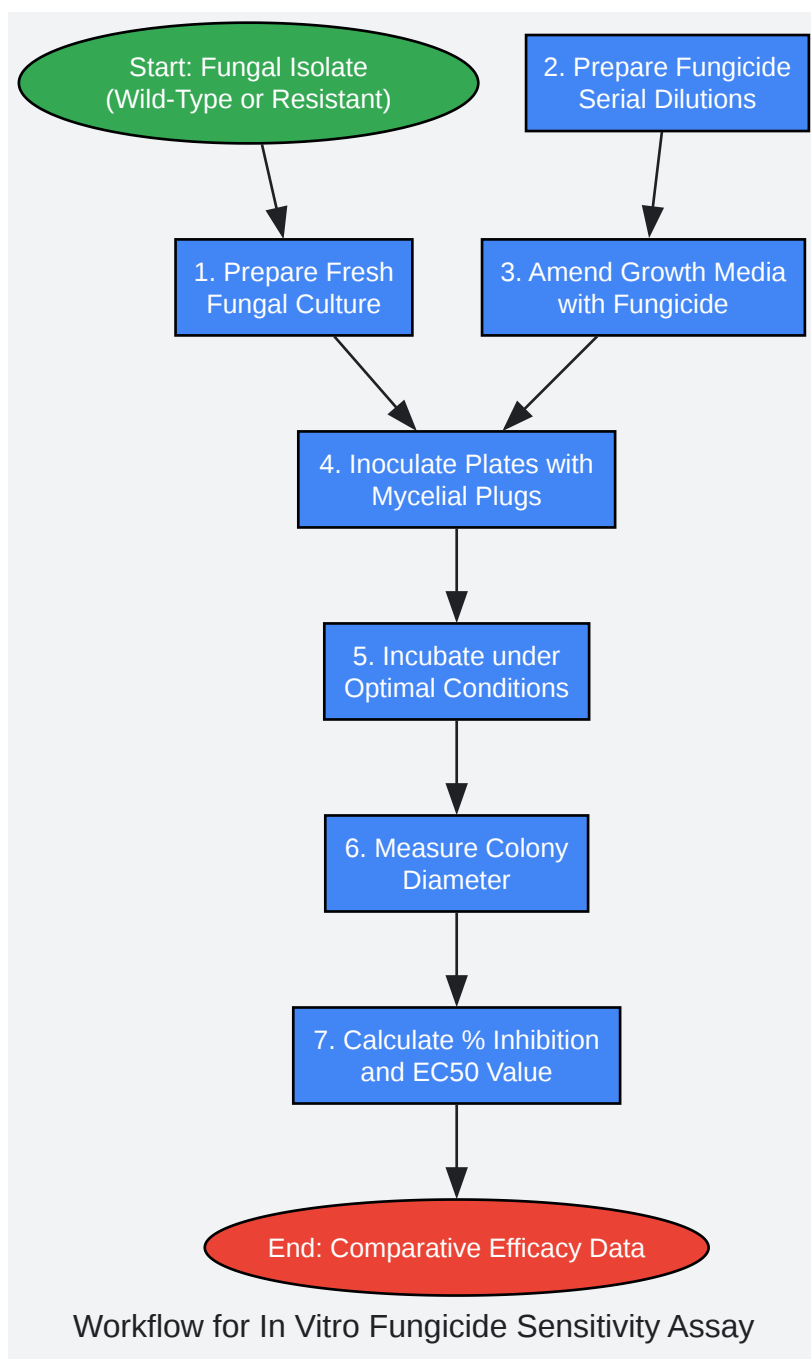 Start: Fungal Isolate
(Wild-Type or Resistant)
2. Prepare Fungicide
Serial Dilutions
1. Prepare Fresh
Fungal Culture
3. Amend Growth Media
with Fungicide
4. Inoculate Plates with
Mycelial Plugs
5. Incubate under
Optimal Conditions
6. Measure Colony
Diameter
7. Calculate % Inhibition
and EC50 Value
End: Comparative Efficacy Data
Workflow for In Vitro Fungicide Sensitivity Assay